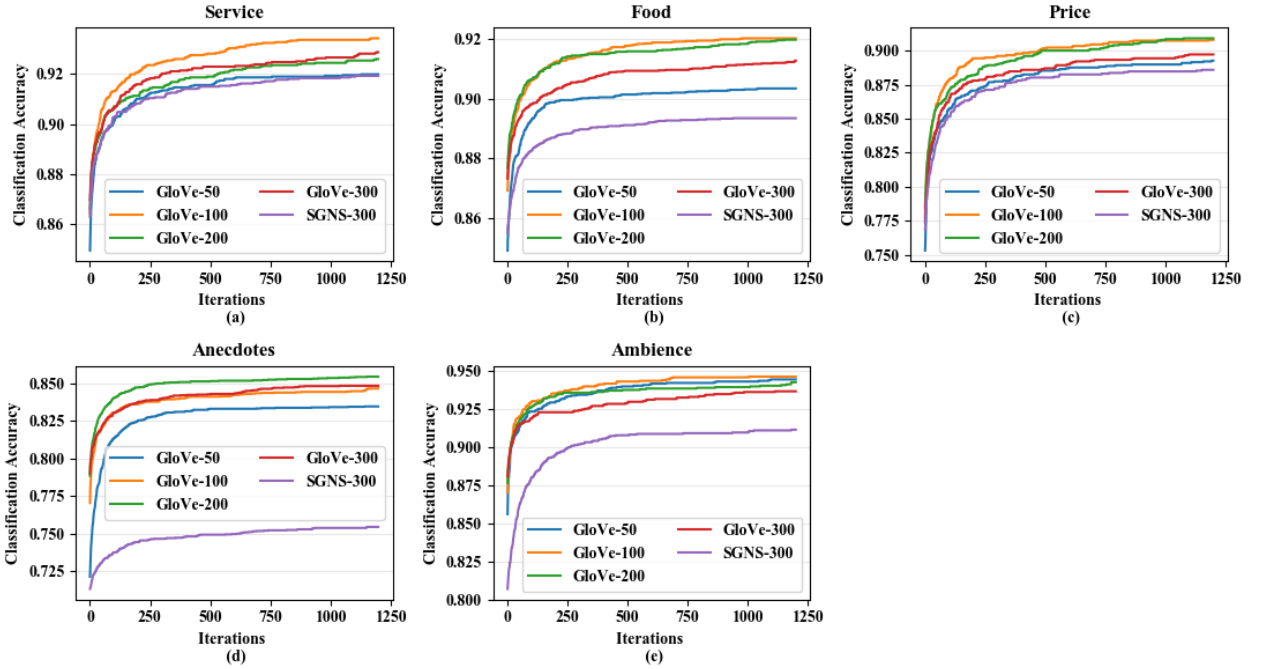 Service
Classification Accuracy
0.92
0.90
0.88
0.86
GloVe-50
GloVe-100
GloVe-200
GloVe-300
SGNS-300
0 250 500 750 1000 1250
Iterations
(a)
Food
Classification Accuracy
0.92
0.90
0.88
0.86
GloVe-50
GloVe-100
GloVe-200
GloVe-300
SGNS-300
0 250 500 750 1000 1250
Iterations
(b)
Price
Classification Accuracy
0.900
0.875
0.850
0.825
0.800
0.775
0.750
GloVe-50
GloVe-100
GloVe-200
GloVe-300
SGNS-300
0 250 500 750 1000 1250
Iterations
(c)
Anecdotes
Classification Accuracy
0.850
0.825
0.800
0.775
0.750
0.725
GloVe-50
GloVe-100
GloVe-200
GloVe-300
SGNS-300
0 250 500 750 1000 1250
Iterations
(d)
Ambience
Classification Accuracy
0.950
0.925
0.900
0.875
0.850
0.825
0.800
GloVe-50
GloVe-100
GloVe-200
GloVe-300
SGNS-300
0 250 500 750 1000 1250
Iterations
(e)